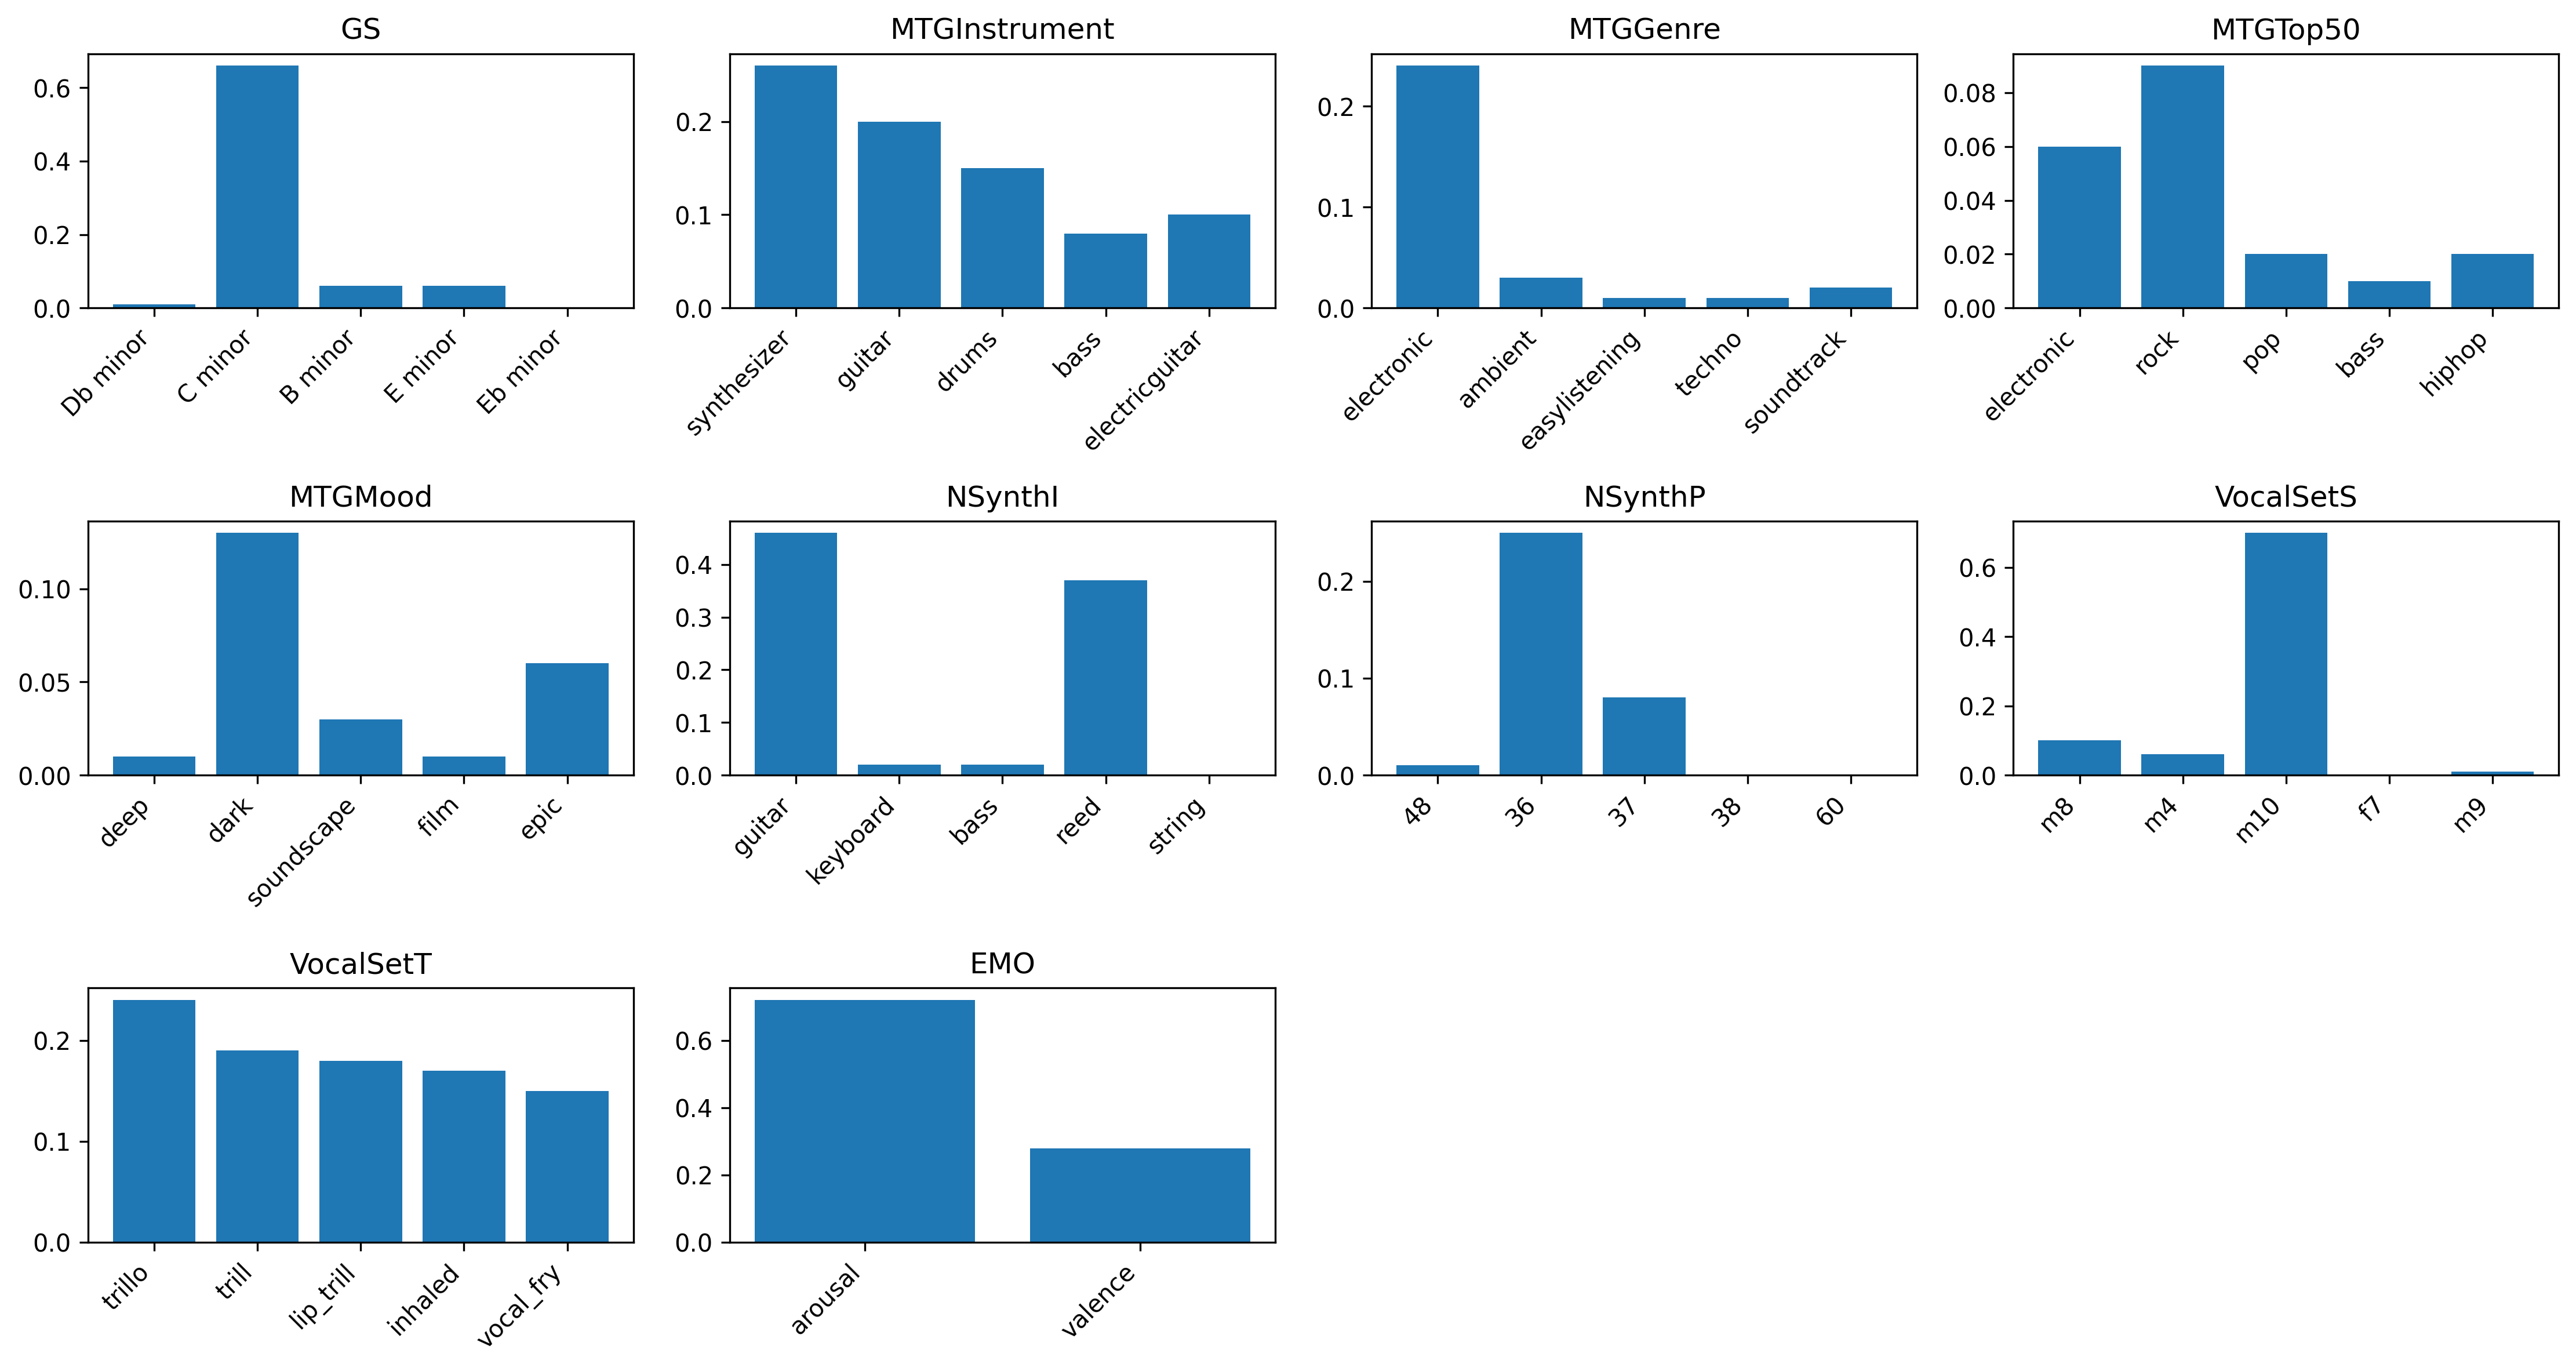 GS
0.6
0.4
0.2
0.0
Db minor
C minor
B minor
E minor
Eb minor
MTGInstrument
0.2
0.1
0.0
synthesizer
guitar
drums
bass
electricguitar
MTGGenre
0.2
0.1
0.0
electronic
ambient
easylistening
techno
soundtrack
MTGTop50
0.08
0.06
0.04
0.02
0.00
electronic
rock
pop
bass
hiphop
MTGMood
0.10
0.05
0.00
deep
dark
soundscape
film
epic
NSynthI
0.4
0.3
0.2
0.1
0.0
guitar
keyboard
bass
reed
string
NSynthP
0.2
0.1
0.0
48
36
37
38
60
VocalSetS
0.6
0.4
0.2
0.0
m8
m4
m10
f7
m9
VocalSetT
0.2
0.1
0.0
trillo
trill
lip_trill
inhaled
vocal_fry
EMO
0.6
0.4
0.2
0.0
arousal
valence